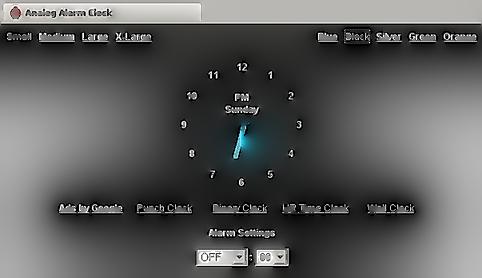 Analog Alarm Clock
Small Medium Large X.Large Blue Black Silver Green Orange
12
11 1
10 2
PM
Sunday
9 3
8 4
7 5
6
Ads by Google Punch Clock Binary Clock HR Time Clock Wall Clock
Alarm Settings
OFF : 00